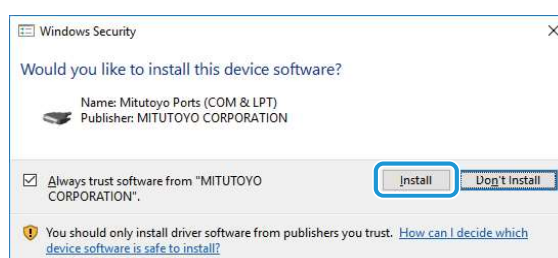 Windows Security
Would you like to install this device software?
Name: Mitutoyo Ports (COM & LPT)
Publisher: MITUTOYO CORPORATION
Always trust software from "MITUTOYO
CORPORATION".
Install
Don't Install
You should only install driver software from publishers you trust. How can I decide which
device software is safe to install?